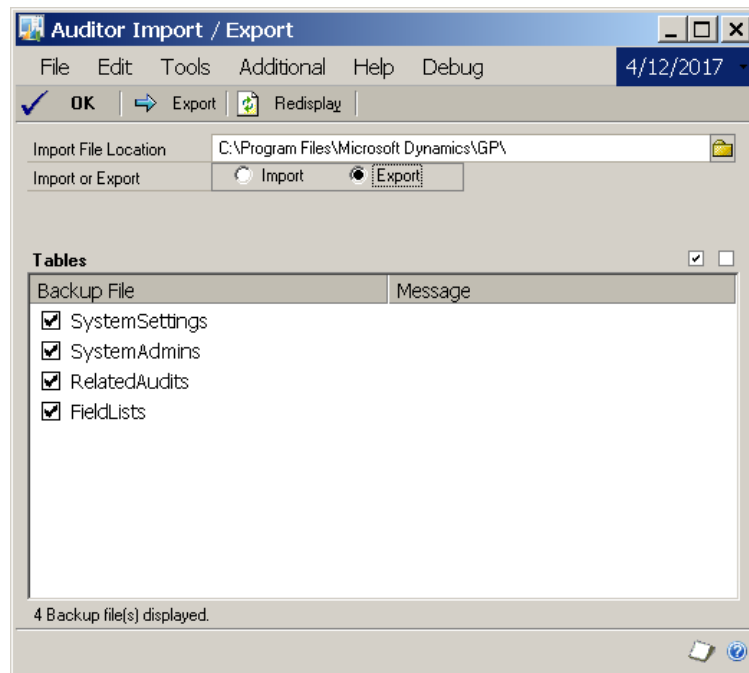 Auditor Import / Export
File Edit Tools Additional Help Debug 4/12/2017
OK Export Redisplay
Import File Location C:\Program Files\Microsoft Dynamics\GP\
Import or Export Import Export
Tables
Backup File Message
SystemSettings
SystemAdmins
RelatedAudits
FieldLists
4 Backup file(s) displayed.